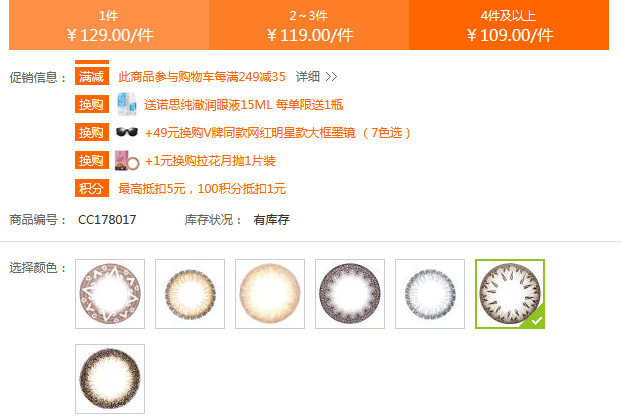 1件 2~3件 4件及以上
￥129.00/件 ￥119.00/件 ￥109.00/件
促销信息： 满减 此商品参与购物车每满249减35 详细 >>
换购 送诺思纯澈润眼液15ML 每单限送1瓶
换购 +49元换购V牌同款网红明星款大框墨镜 （7色选）
换购 +1元换购拉花月抛1片装
积分 最高抵扣5元，100积分抵扣1元
商品编号： CC178017 库存状况： 有库存
选择颜色：